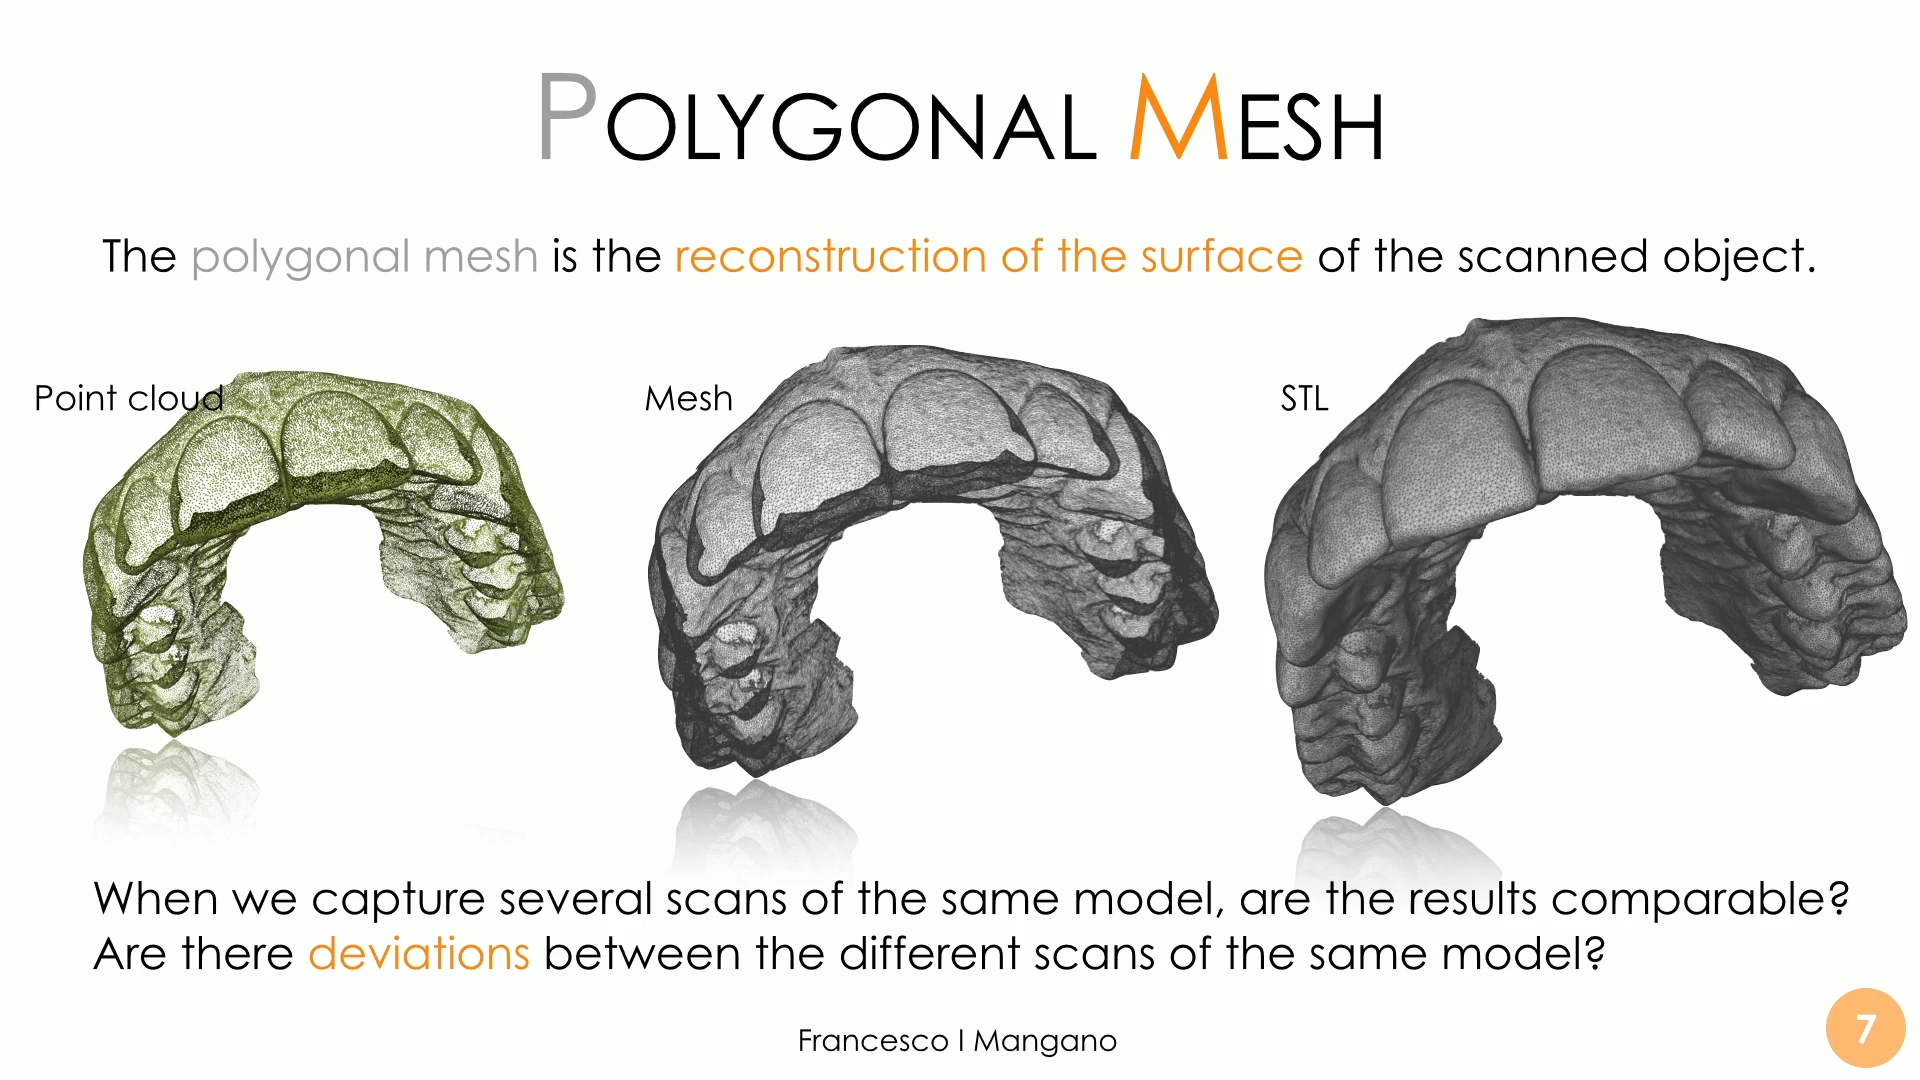 POLYGONAL MESH
The polygonal mesh is the reconstruction of the surface of the scanned object.
Point cloud
Mesh
STL
When we capture several scans of the same model, are the results comparable?
Are there deviations between the different scans of the same model?
Francesco I Mangano
7